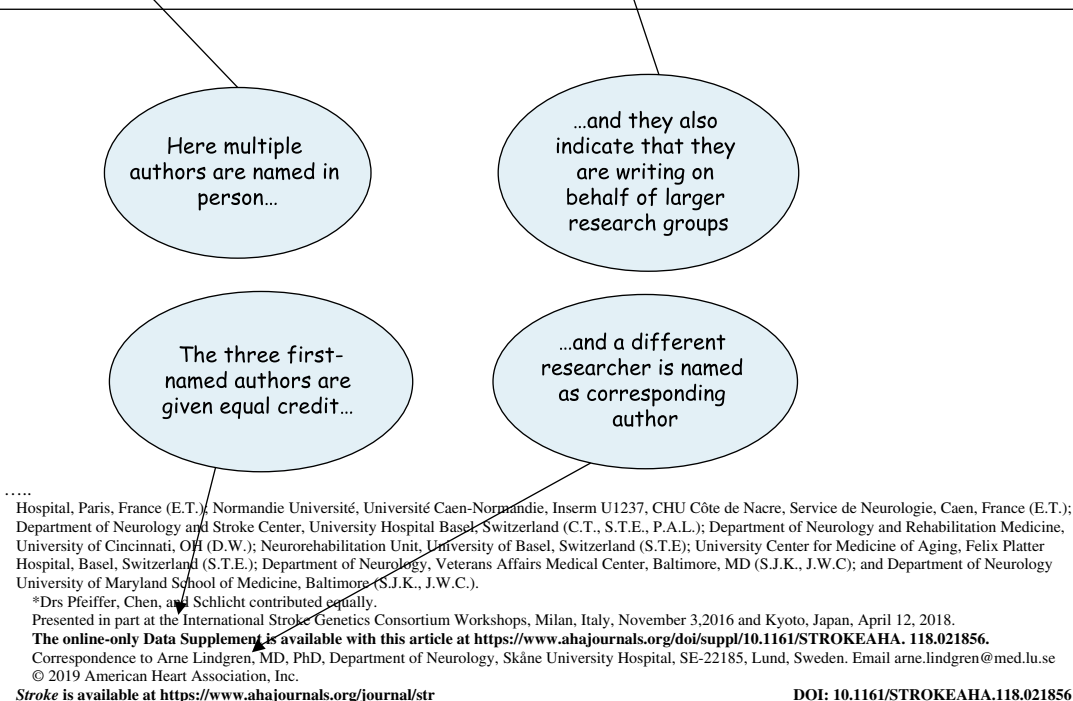 Here multiple
authors are named in
person…
…and they also
indicate that they
are writing on
behalf of larger
research groups
The three first-
named authors are
given equal credit…
…and a different
researcher is named
as corresponding
author
…..
Hospital, Paris, France (E.T.); Normandie Université, Université Caen-Normandie, Inserm U1237, CHU Côte de Nacre, Service de Neurologie, Caen, France (E.T.);
Department of Neurology and Stroke Center, University Hospital Basel, Switzerland (C.T., S.T.E., P.A.L.); Department of Neurology and Rehabilitation Medicine,
University of Cincinnati, OH (D.W.); Neurorehabilitation Unit, University of Basel, Switzerland (S.T.E); University Center for Medicine of Aging, Felix Platter
Hospital, Basel, Switzerland (S.T.E.); Department of Neurology, Veterans Affairs Medical Center, Baltimore, MD (S.J.K., J.W.C); and Department of Neurology
University of Maryland School of Medicine, Baltimore (S.J.K., J.W.C.).
*Drs Pfeiffer, Chen, and Schlicht contributed equally.
Presented in part at the International Stroke Genetics Consortium Workshops, Milan, Italy, November 3,2016 and Kyoto, Japan, April 12, 2018.
The online-only Data Supplement is available with this article at https://www.ahajournals.org/doi/suppl/10.1161/STROKEAHA. 118.021856.
Correspondence to Arne Lindgren, MD, PhD, Department of Neurology, Skåne University Hospital, SE-22185, Lund, Sweden. Email arne.lindgren@med.lu.se
© 2019 American Heart Association, Inc.
Stroke is available at https://www.ahajournals.org/journal/str DOI: 10.1161/STROKEAHA.118.021856